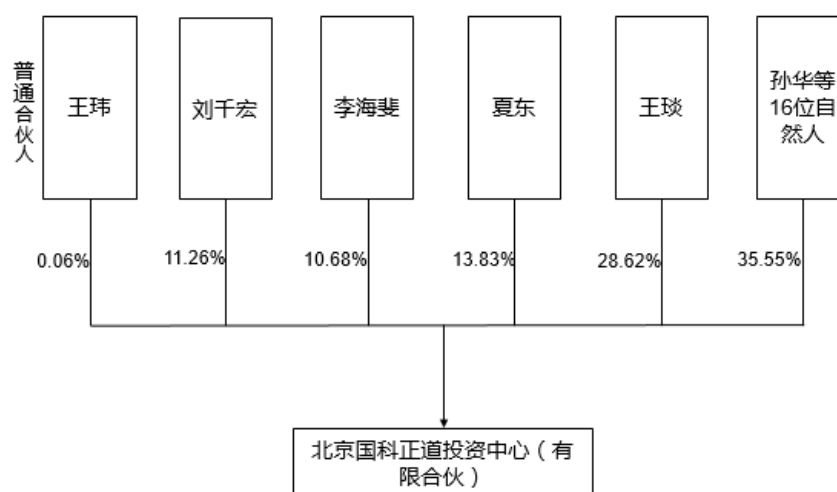 普通合伙人
王玮
刘千宏
李海斐
夏东
王琰
孙华等
16位自
然人
0.06%
11.26%
10.68%
13.83%
28.62%
35.55%
北京国科正道投资中心（有
限合伙）